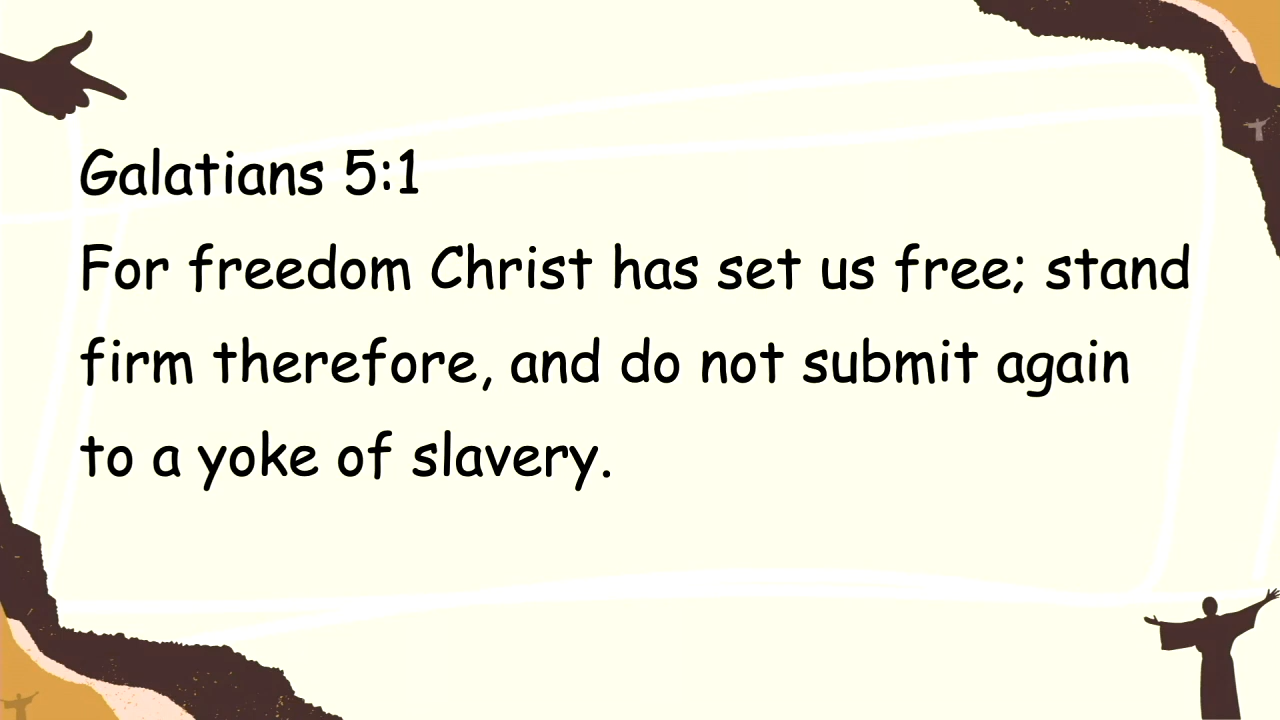 Galatians 5:1
For freedom Christ has set us free; stand
firm therefore, and do not submit again
to a yoke of slavery.